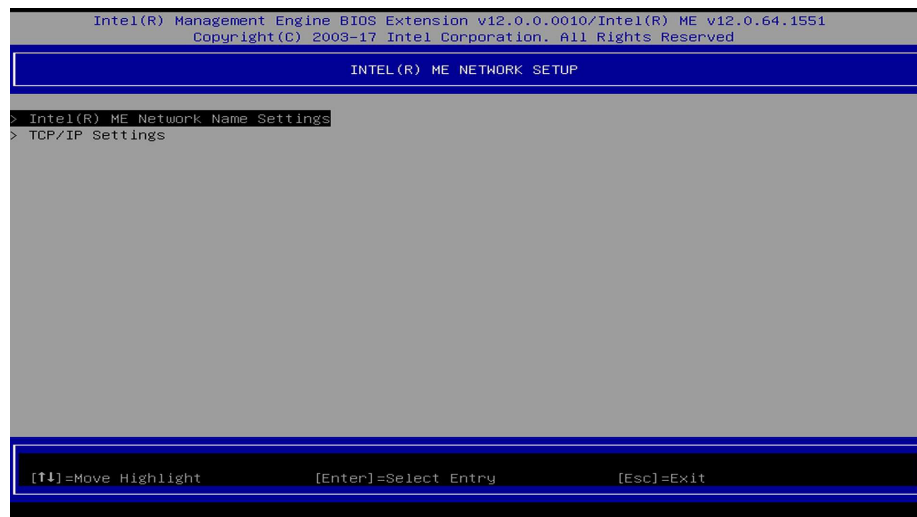 Intel(R) Management Engine BIOS Extension v12.0.0.0010/Intel(R) ME v12.0.64.1551
Copyright(C) 2003-17 Intel Corporation. All Rights Reserved
INTEL(R) ME NETWORK SETUP
> Intel(R) ME Network Name Settings
> TCP/IP Settings
[↑↓]=Move Highlight [Enter]=Select Entry [Esc]=Exit